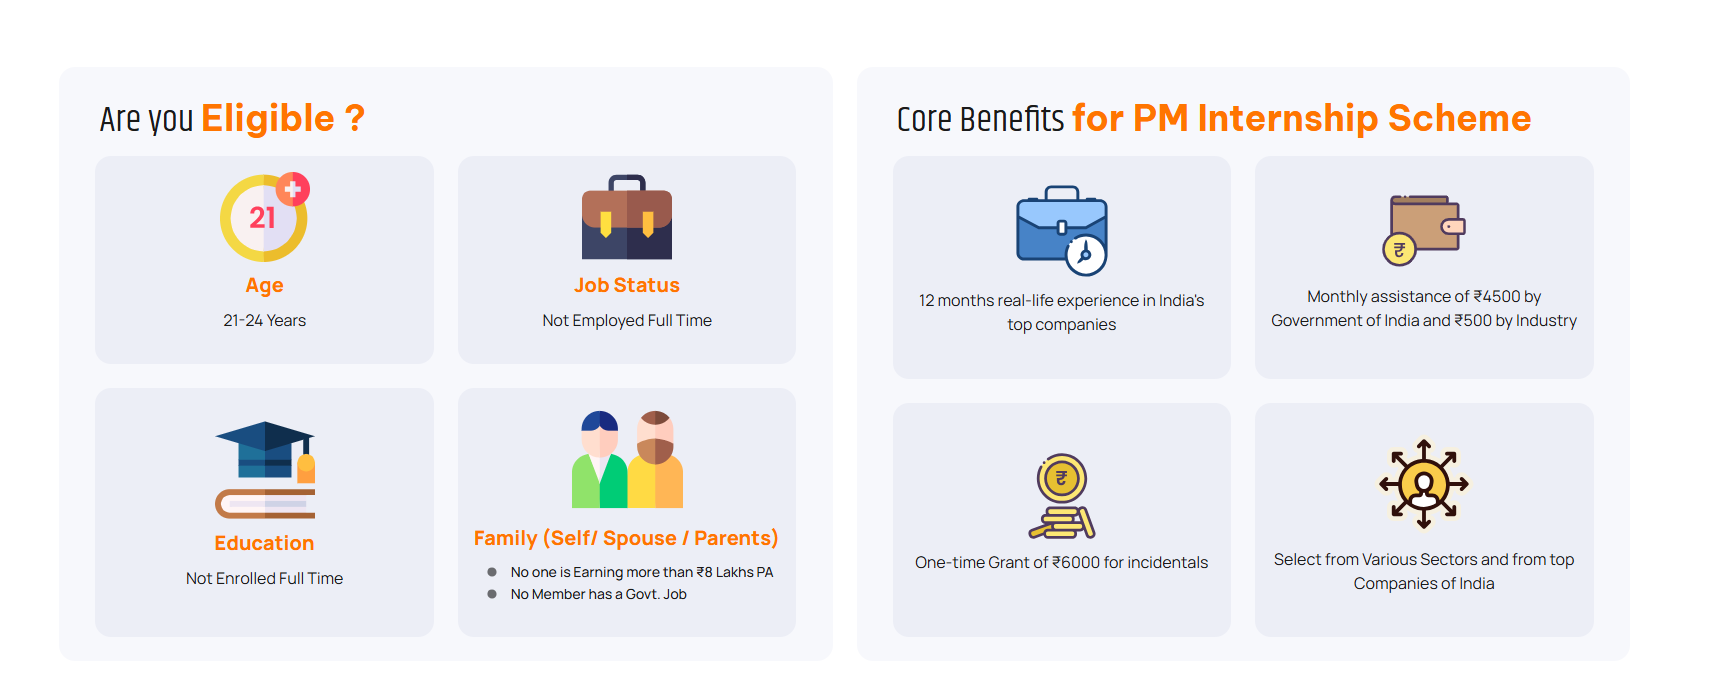 Are you Eligible ?
21
Age
21-24 Years
Job Status
Not Employed Full Time
Education
Not Enrolled Full Time
Family (Self/ Spouse / Parents)
No one is Earning more than ₹8 Lakhs PA
No Member has a Govt. Job
Core Benefits for PM Internship Scheme
12 months real-life experience in India's
top companies
₹
Monthly assistance of ₹4500 by
Government of India and ₹500 by Industry
₹
One-time Grant of ₹6000 for incidentals
Select from Various Sectors and from top
Companies of India